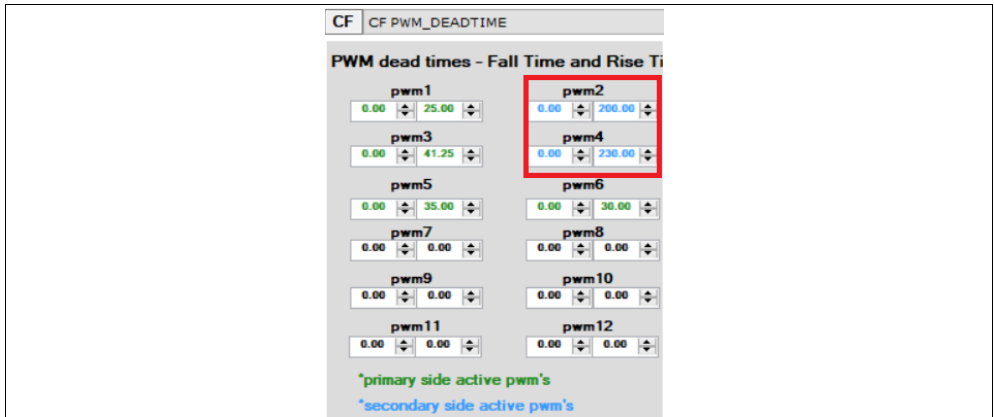 CF CF PWM_DEADTIME
PWM dead times - Fall Time and Rise Ti
pwm1 pwm2
0.00 25.00 0.00 200.00
pwm3 pwm4
0.00 41.25 0.00 230.00
pwm5 pwm6
0.00 35.00 0.00 30.00
pwm7 pwm8
0.00 0.00 0.00 0.00
pwm9 pwm10
0.00 0.00 0.00 0.00
pwm11 pwm12
0.00 0.00 0.00 0.00
*primary side active pwm's
*secondary side active pwm's